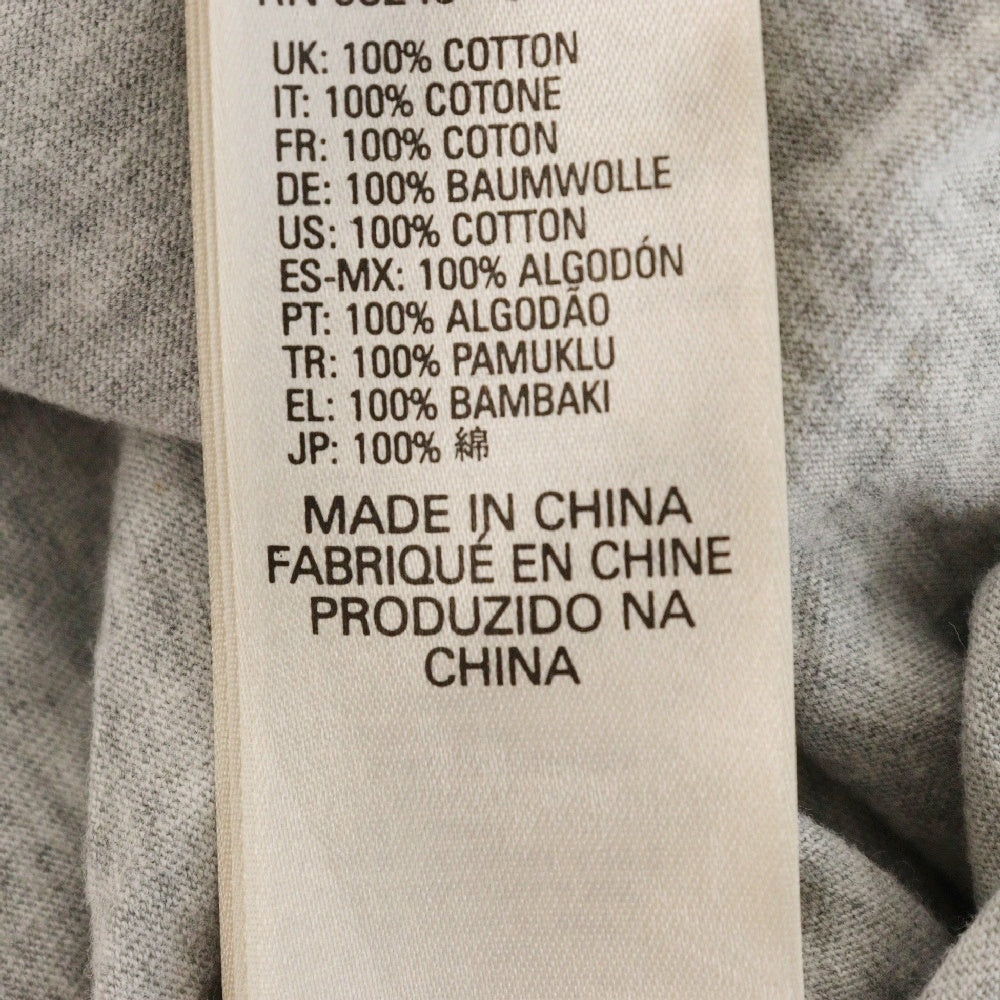 UK: 100% COTTON
IT: 100% COTONE
FR: 100% COTON
DE: 100% BAUMWOLLE
US: 100% COTTON
ES-MX: 100% ALGODÓN
PT: 100% ALGODÃO
TR: 100% PAMUKLU
EL: 100% BAMBAKI
JP: 100% 綿
MADE IN CHINA
FABRIQUÉ EN CHINE
PRODUZIDO NA
CHINA